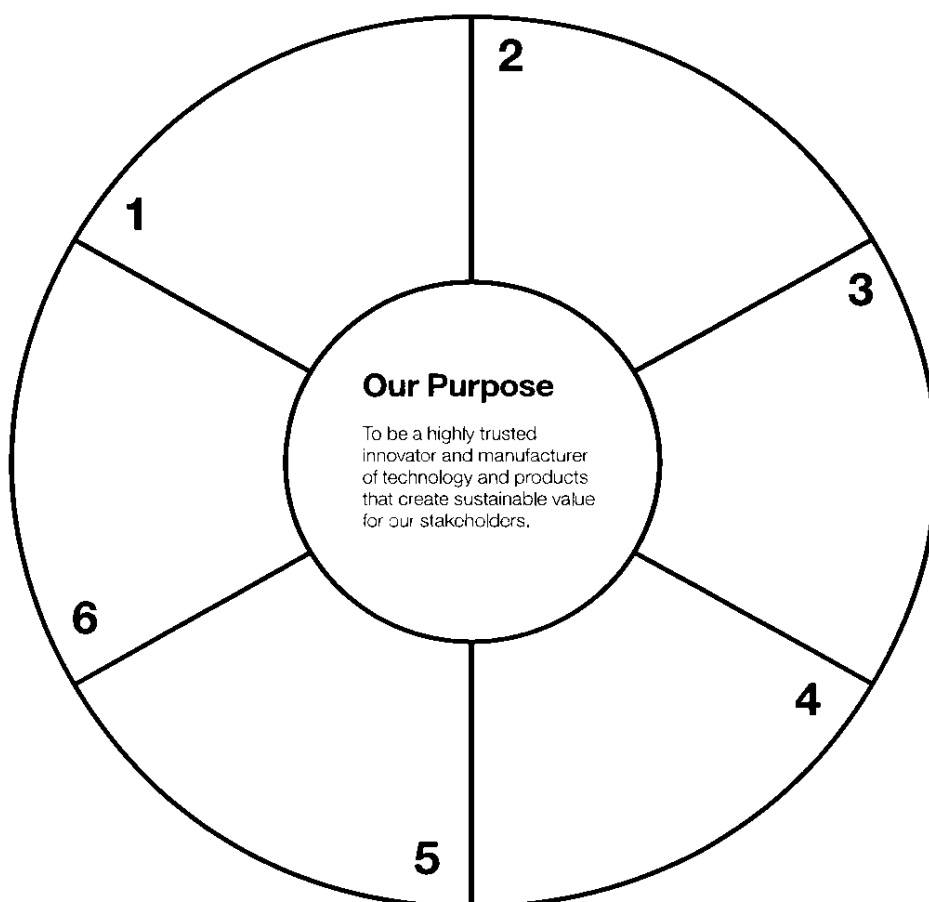 2
1
3
Our Purpose
To be a highly trusted
innovator and manufacturer
of technology and products
that create sustainable value
for our stakeholders.
6
4
5